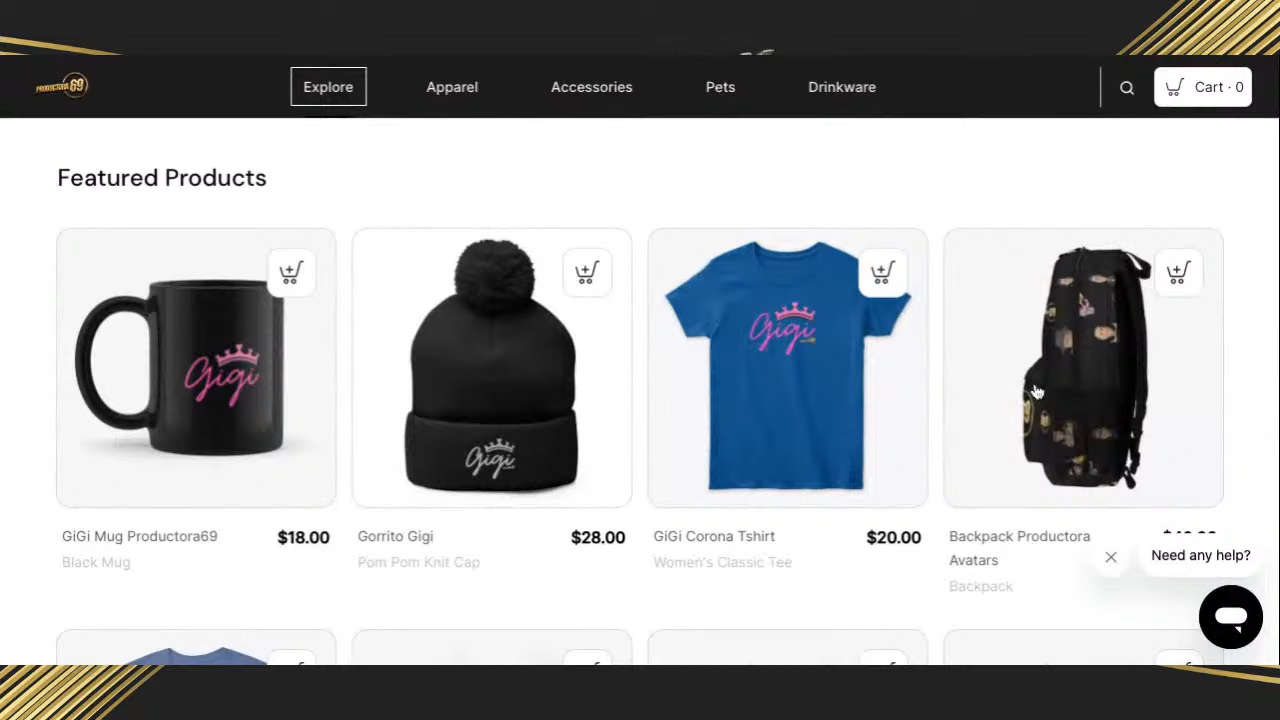 PRODUCTORA 69
Explore
Apparel
Accessories
Pets
Drinkware
Cart · 0
Featured Products
Gigi
Gigi
Gigi
GiGi Mug Productora69
$18.00
Black Mug
Gorrito Gigi
$28.00
Pom Pom Knit Cap
GiGi Corona Tshirt
$20.00
Women's Classic Tee
Backpack Productora
Avatars
Backpack
Need any help?